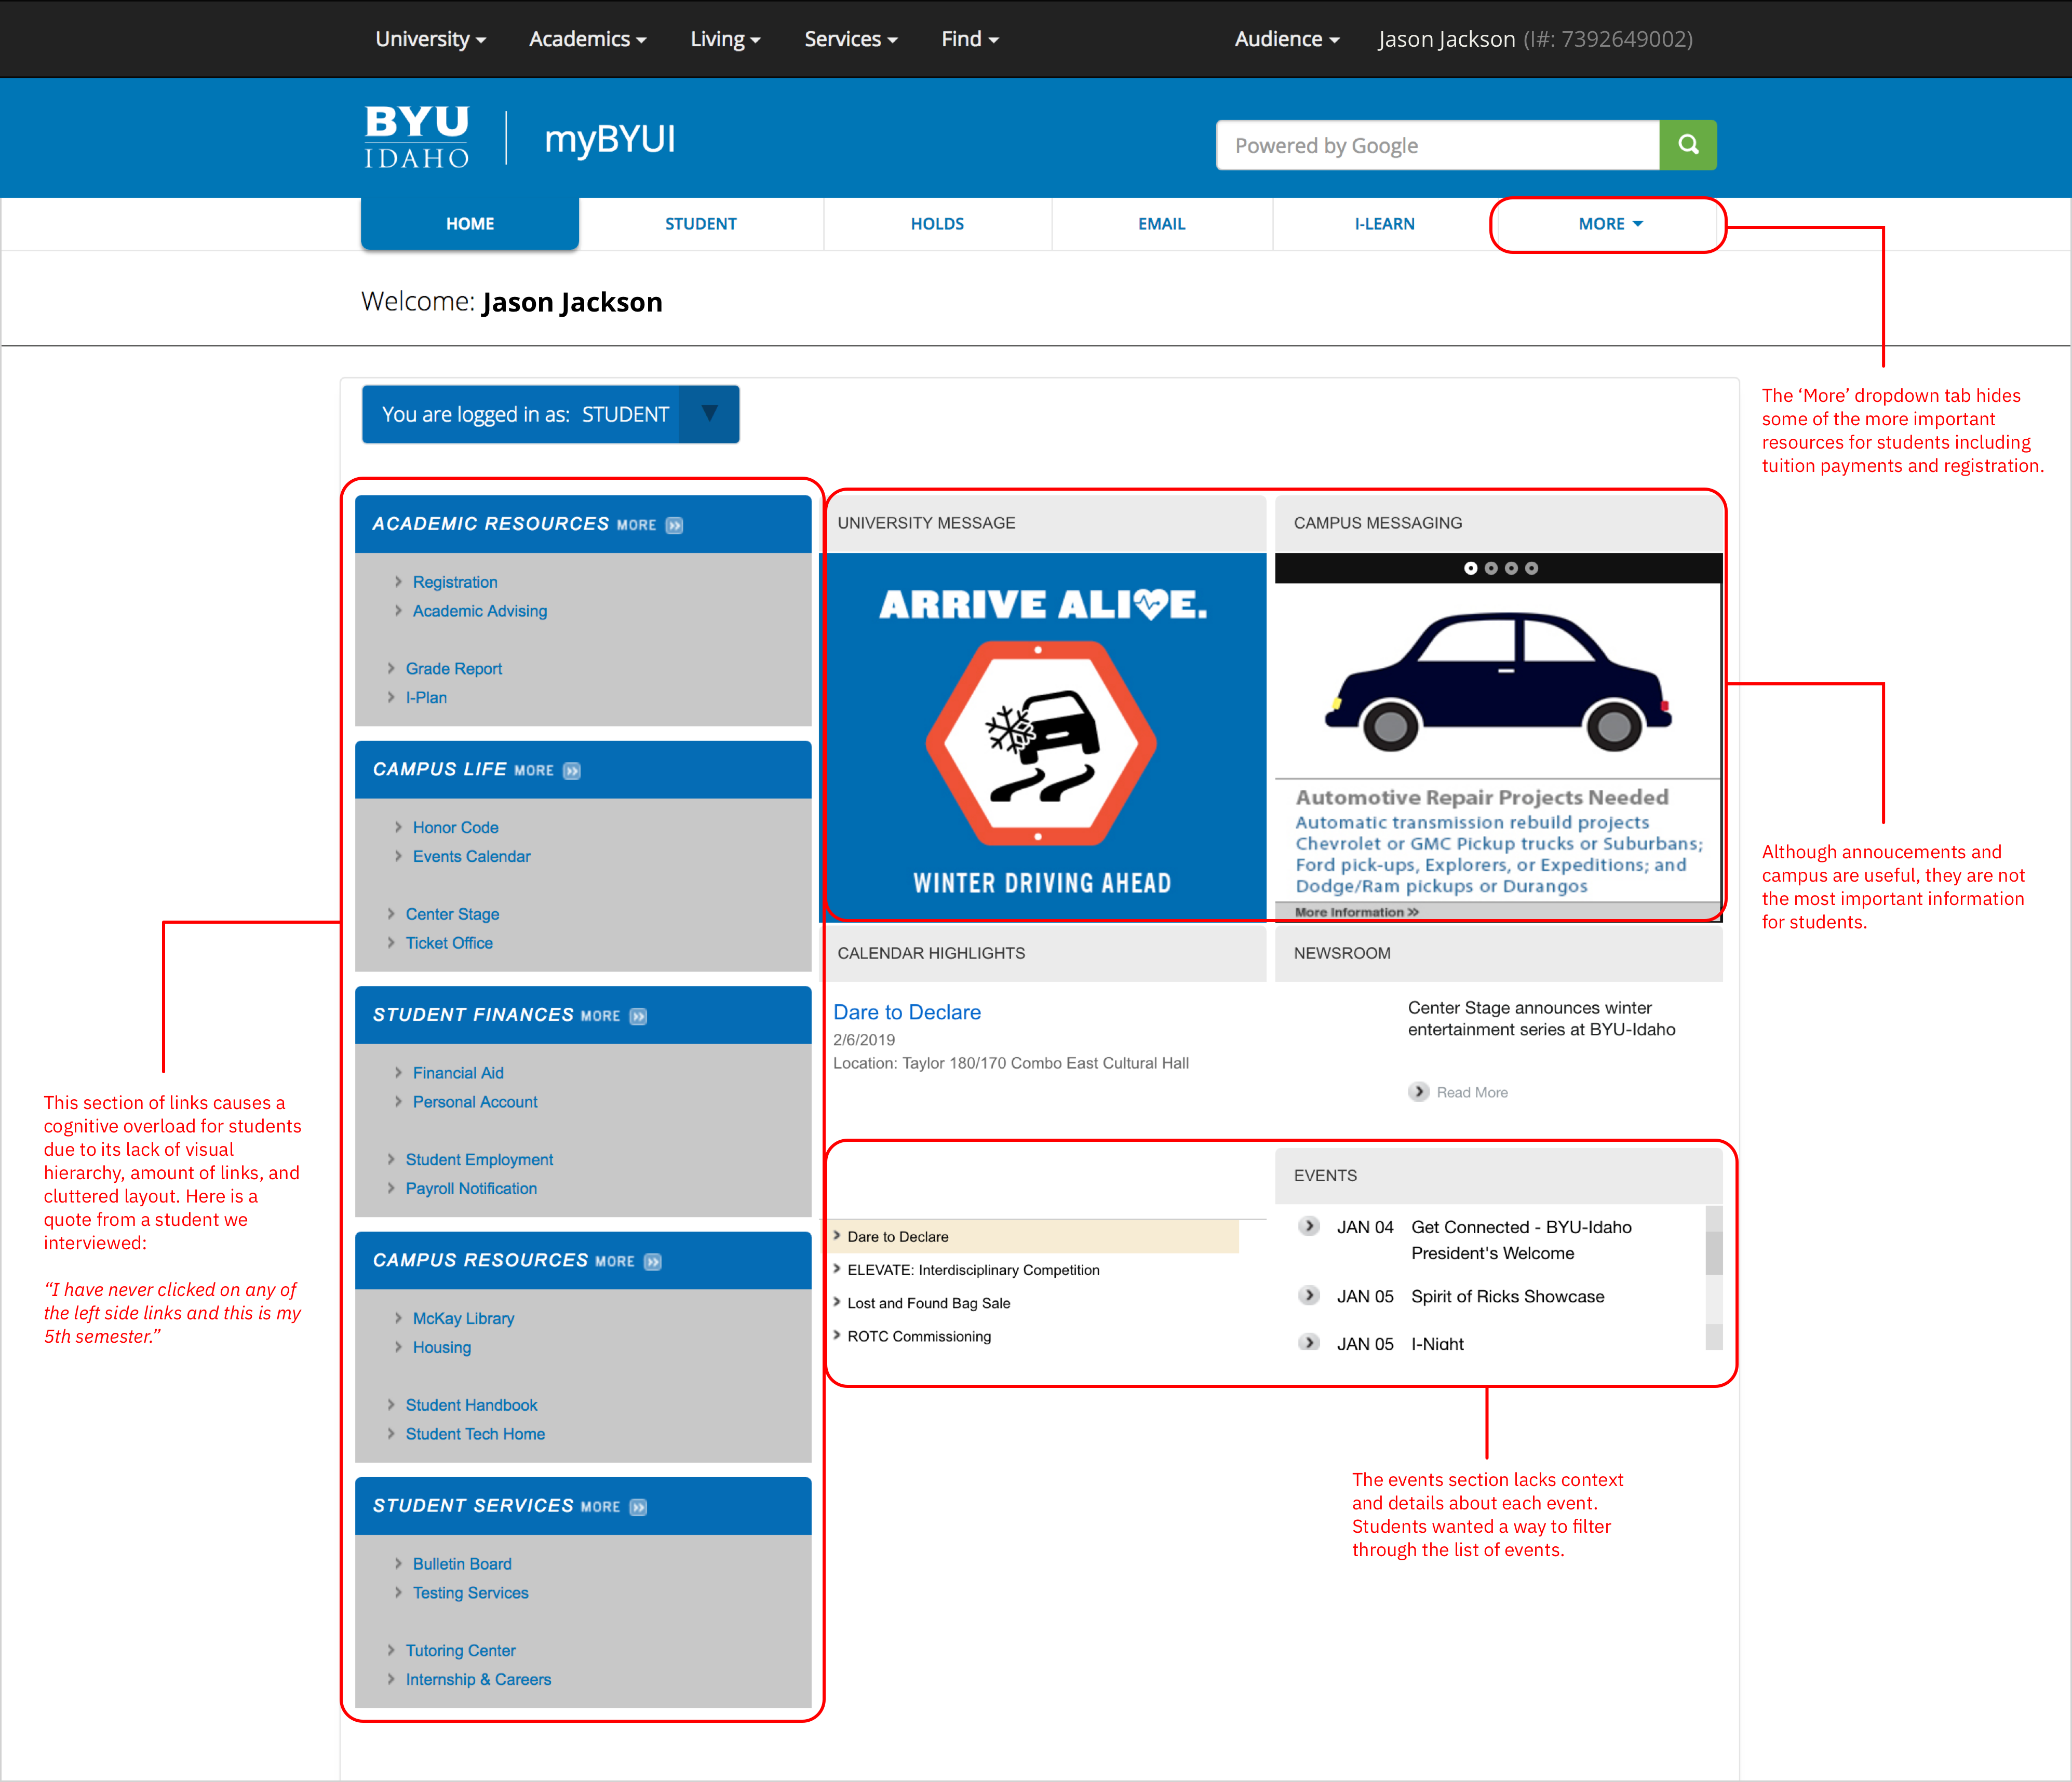 University
Academics
Living
Services
Find
Audience
Jason Jackson (I#: 7392649002)
BYU
IDAHO
myBYUI
Powered by Google
HOME
STUDENT
HOLDS
EMAIL
I-LEARN
MORE
Welcome: Jason Jackson
The ‘More’ dropdown tab hides
some of the more important
resources for students including
tuition payments and registration.
You are logged in as: STUDENT
ACADEMIC RESOURCES MORE
Registration
Academic Advising
Grade Report
I-Plan
CAMPUS LIFE MORE
Honor Code
Events Calendar
Center Stage
Ticket Office
STUDENT FINANCES MORE
Financial Aid
Personal Account
Student Employment
Payroll Notification
CAMPUS RESOURCES MORE
McKay Library
Housing
Student Handbook
Student Tech Home
STUDENT SERVICES MORE
Bulletin Board
Testing Services
Tutoring Center
Internship & Careers
This section of links causes a
cognitive overload for students
due to its lack of visual
hierarchy, amount of links, and
cluttered layout. Here is a
quote from a student we
interviewed:
“I have never clicked on any of
the left side links and this is my
5th semester.”
UNIVERSITY MESSAGE
ARRIVE ALIVE.
WINTER DRIVING AHEAD
CAMPUS MESSAGING
Automotive Repair Projects Needed
Automatic transmission rebuild projects
Chevrolet or GMC Pickup trucks or Suburbans;
Ford pick-ups, Explorers, or Expeditions; and
Dodge/Ram pickups or Durangos
More Information >>
Although annoucements and
campus are useful, they are not
the most important information
for students.
CALENDAR HIGHLIGHTS
Dare to Declare
2/6/2019
Location: Taylor 180/170 Combo East Cultural Hall
NEWSROOM
Center Stage announces winter
entertainment series at BYU-Idaho
Read More
Dare to Declare
ELEVATE: Interdisciplinary Competition
Lost and Found Bag Sale
ROTC Commissioning
EVENTS
JAN 04 Get Connected - BYU-Idaho
President's Welcome
JAN 05 Spirit of Ricks Showcase
JAN 05 I-Night
The events section lacks context
and details about each event.
Students wanted a way to filter
through the list of events.